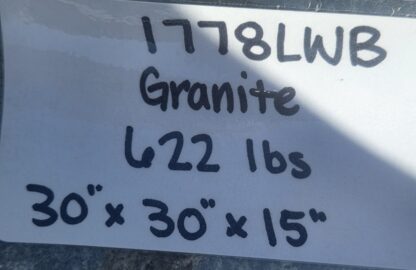 1778LWB
Granite
622 lbs
30" x 30" x 15"